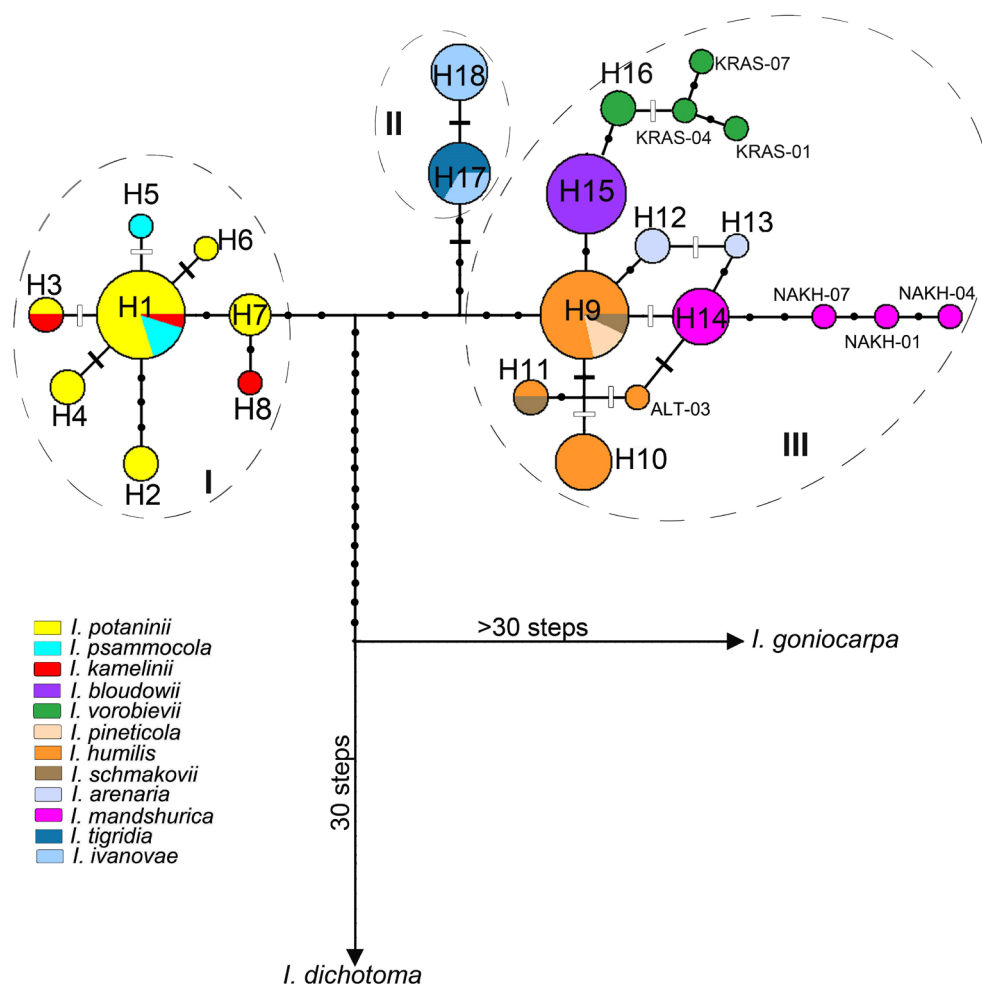 H18
II
H17
H16
KRAS-07
KRAS-04
KRAS-01
H15
H12
H13
H5
H6
H3
H1
H7
H4
H8
H2
I
H9
H14
NAKH-07
NAKH-04
NAKH-01
H11
ALT-03
H10
III
>30 steps
I. goniocarpa
30 steps
I. dichotoma
I. potaninii
I. psammocola
I. kamelinii
I. bloudowii
I. vorobievii
I. pineticola
I. humilis
I. schmakovii
I. arenaria
I. mandshurica
I. tigridia
I. ivanovae